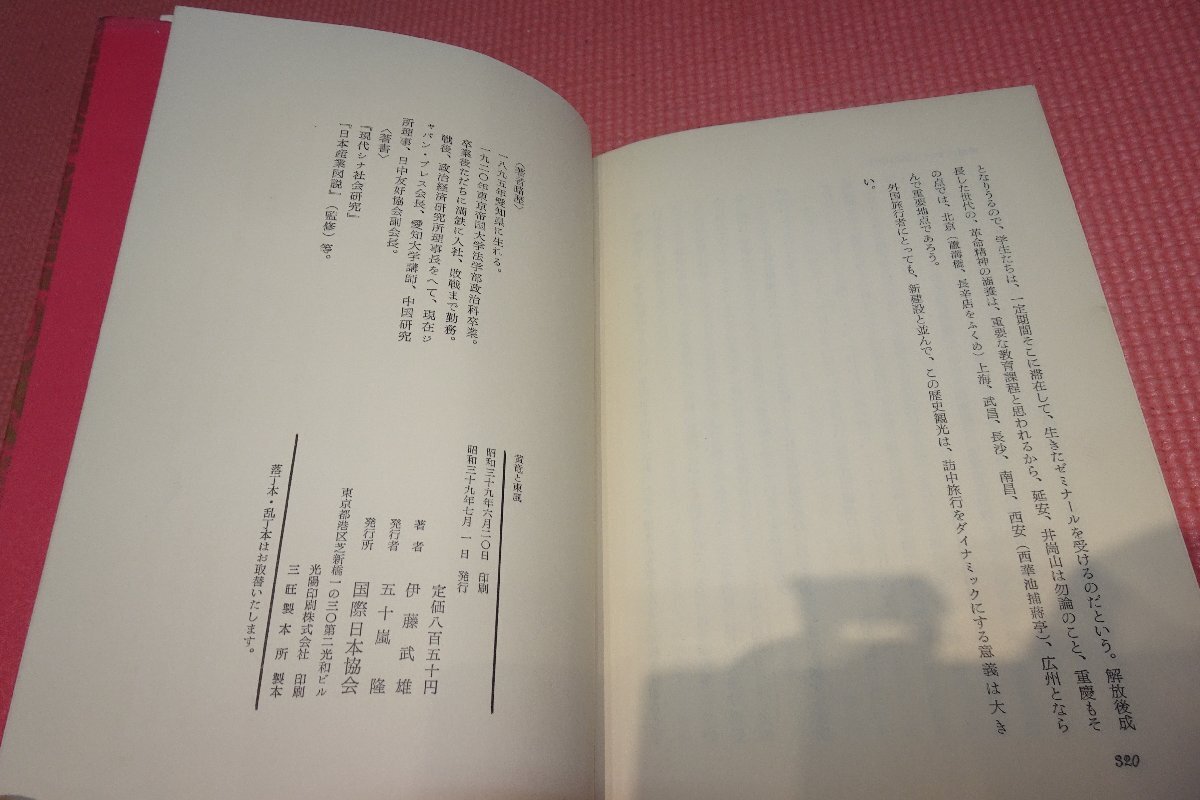 となりうるので、学生たちは、一定期間そこに滞在して、生きたゼミナールを受けるのだという。解放後成
長した世代の、革命精神の涵養は、重要な教育課程と思われるから、延安、井崗山は勿論のこと、重慶もそ
の点では、北京（蘆溝橋、長辛店をふくめ）上海、武昌、長沙、南昌、西安（西華池捕蔣亭）、広州となら
んで重要地点であろう。
外国旅行者にとっても、新建設と並んで、この歴史観光は、訪中旅行をダイナミックにする意義は大き
い。
320
〈著者略歴〉
一八九五年愛知県に生れる。
一九二〇年東京帝国大学法学部政治科卒業。
卒業後ただちに満鉄に入社、敗戦まで勤務。
戦後、政治経済研究所理事長をへて、現在ジ
ャパン・プレス会長、愛知大学講師、中国研究
所理事、日中友好協会副会長。
〈著書〉
『現代シナ社会研究』
『日本産業図説』（監修）等。
と東風
昭和三十九年六月二〇日　印刷
昭和三十九年七月　一日　発行
定価八百五十円
著者　伊藤武雄
発行者　五十嵐隆
発行所　国際日本協会
東京都港区芝新橋一の三〇第二光和ビル
光陽印刷株式会社　印刷
三旺製本所　製本
落丁本・乱丁本はお取替いたします。